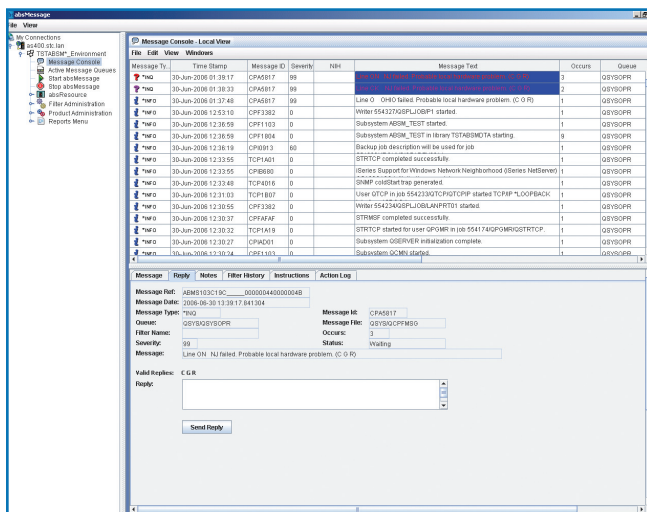 absMessage
ile View
My Connections
as400.stc.lan
TSTABSM*_Environment
Message Console
Active Message Queues
Start absMessage
Stop absMessage
absResource
Filter Administration
Product Administration
Reports Menu
Message Console - Local View
File Edit View Windows
Message Ty... Time Stamp Message ID Severity NIH Message Text Occurs Queue
*INQ 30-Jun-2006 01:39:17 CPA5817 99 3 QSYSOPR
*INQ 30-Jun-2006 01:38:33 CPA5817 99 2 QSYSOPR
*INFO 30-Jun-2006 01:37:48 CPA5817 99 Line O OHIO failed. Probable local hardware problem. (C G R) 1 QSYSOPR
*INFO 30-Jun-2006 12:53:10 CPF3382 0 Writer 554327/QSPLJOB/P1 started. 1 QSYSOPR
*INFO 30-Jun-2006 12:36:59 CPF1103 0 Subsystem ABSM_TEST started. 1 QSYSOPR
*INFO 30-Jun-2006 12:36:59 CPF1804 0 Subsystem ABSM_TEST in library TSTABSMDTA starting. 9 QSYSOPR
*INFO 30-Jun-2006 12:36:19 CPI0913 60 Backup job description will be used for job. 1 QSYSOPR
*INFO 30-Jun-2006 12:33:55 TCP1A01 0 STRTCP completed successfully. 1 QSYSOPR
*INFO 30-Jun-2006 12:33:55 CPIB680 0 iSeries Support for Windows Network Neighborhood (iSeries NetServer) 1 QSYSOPR
*INFO 30-Jun-2006 12:33:48 TCP4016 0 SNMP coldStart trap generated. 1 QSYSOPR
*INFO 30-Jun-2006 12:31:03 TCP1B07 0 User QTCP in job 554233/QTCP/QTCPIP started TCP/IP *LOOPBACK 1 QSYSOPR
*INFO 30-Jun-2006 12:30:55 CPF3382 0 Writer 554234/QSPLJOB/LANPRT01 started. 1 QSYSOPR
*INFO 30-Jun-2006 12:30:37 CPFAFAF 0 STRMSF completed successfully. 1 QSYSOPR
*INFO 30-Jun-2006 12:30:32 TCP1A19 0 STRTCP started for user QPGMR in job 554174/QPGMR/QSTRTCP. 1 QSYSOPR
*INFO 30-Jun-2006 12:30:27 CPIAD01 0 Subsystem QSERVER initialization complete. 1 QSYSOPR
*INFO 30-Jun-2006 12:30:24 CPF1103 0 Subsystem QCMN started. 1 QSYSOPR
Message Reply Notes Filter History Instructions Action Log
Message Ref: ABMS103C19C_____000000440000004B
Message Date: 2006-06-30 13:39:17.841304
Message Type: *INQ Message Id: CPA5817
Queue: QSYS/QSYSOPR Message File: QSYS/QCPFMSG
Filter Name: Occurs: 3
Severity: 99 Status: Waiting
Message: Line ON NJ failed. Probable local hardware problem. (C G R)
Valid Replies: C G R
Reply:
Send Reply